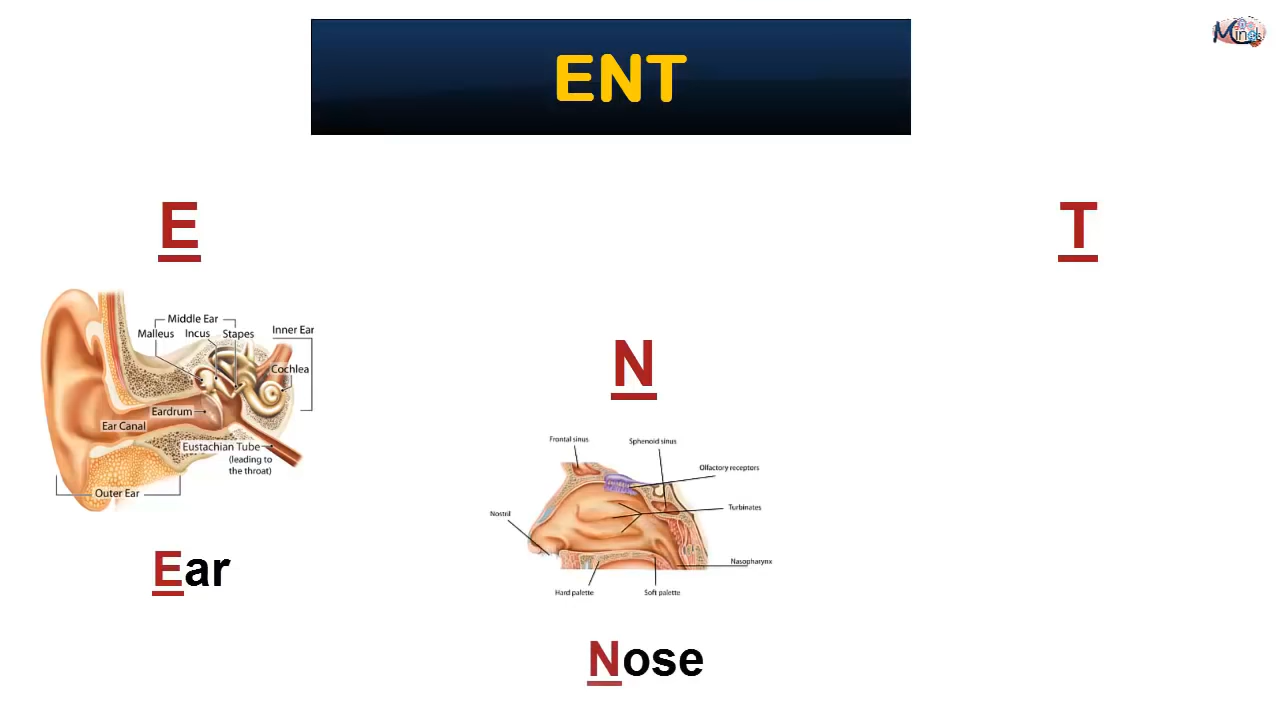 ENT
Minds
E
T
N
Middle Ear
Malleus Incus Stapes
Inner Ear
Cochlea
Eardrum
Ear Canal
Eustachian Tube
(leading to
the throat)
Outer Ear
Ear
Frontal sinus
Sphenoid sinus
Olfactory receptors
Turbinates
Nostril
Nasopharynx
Hard palette
Soft palette
Nose